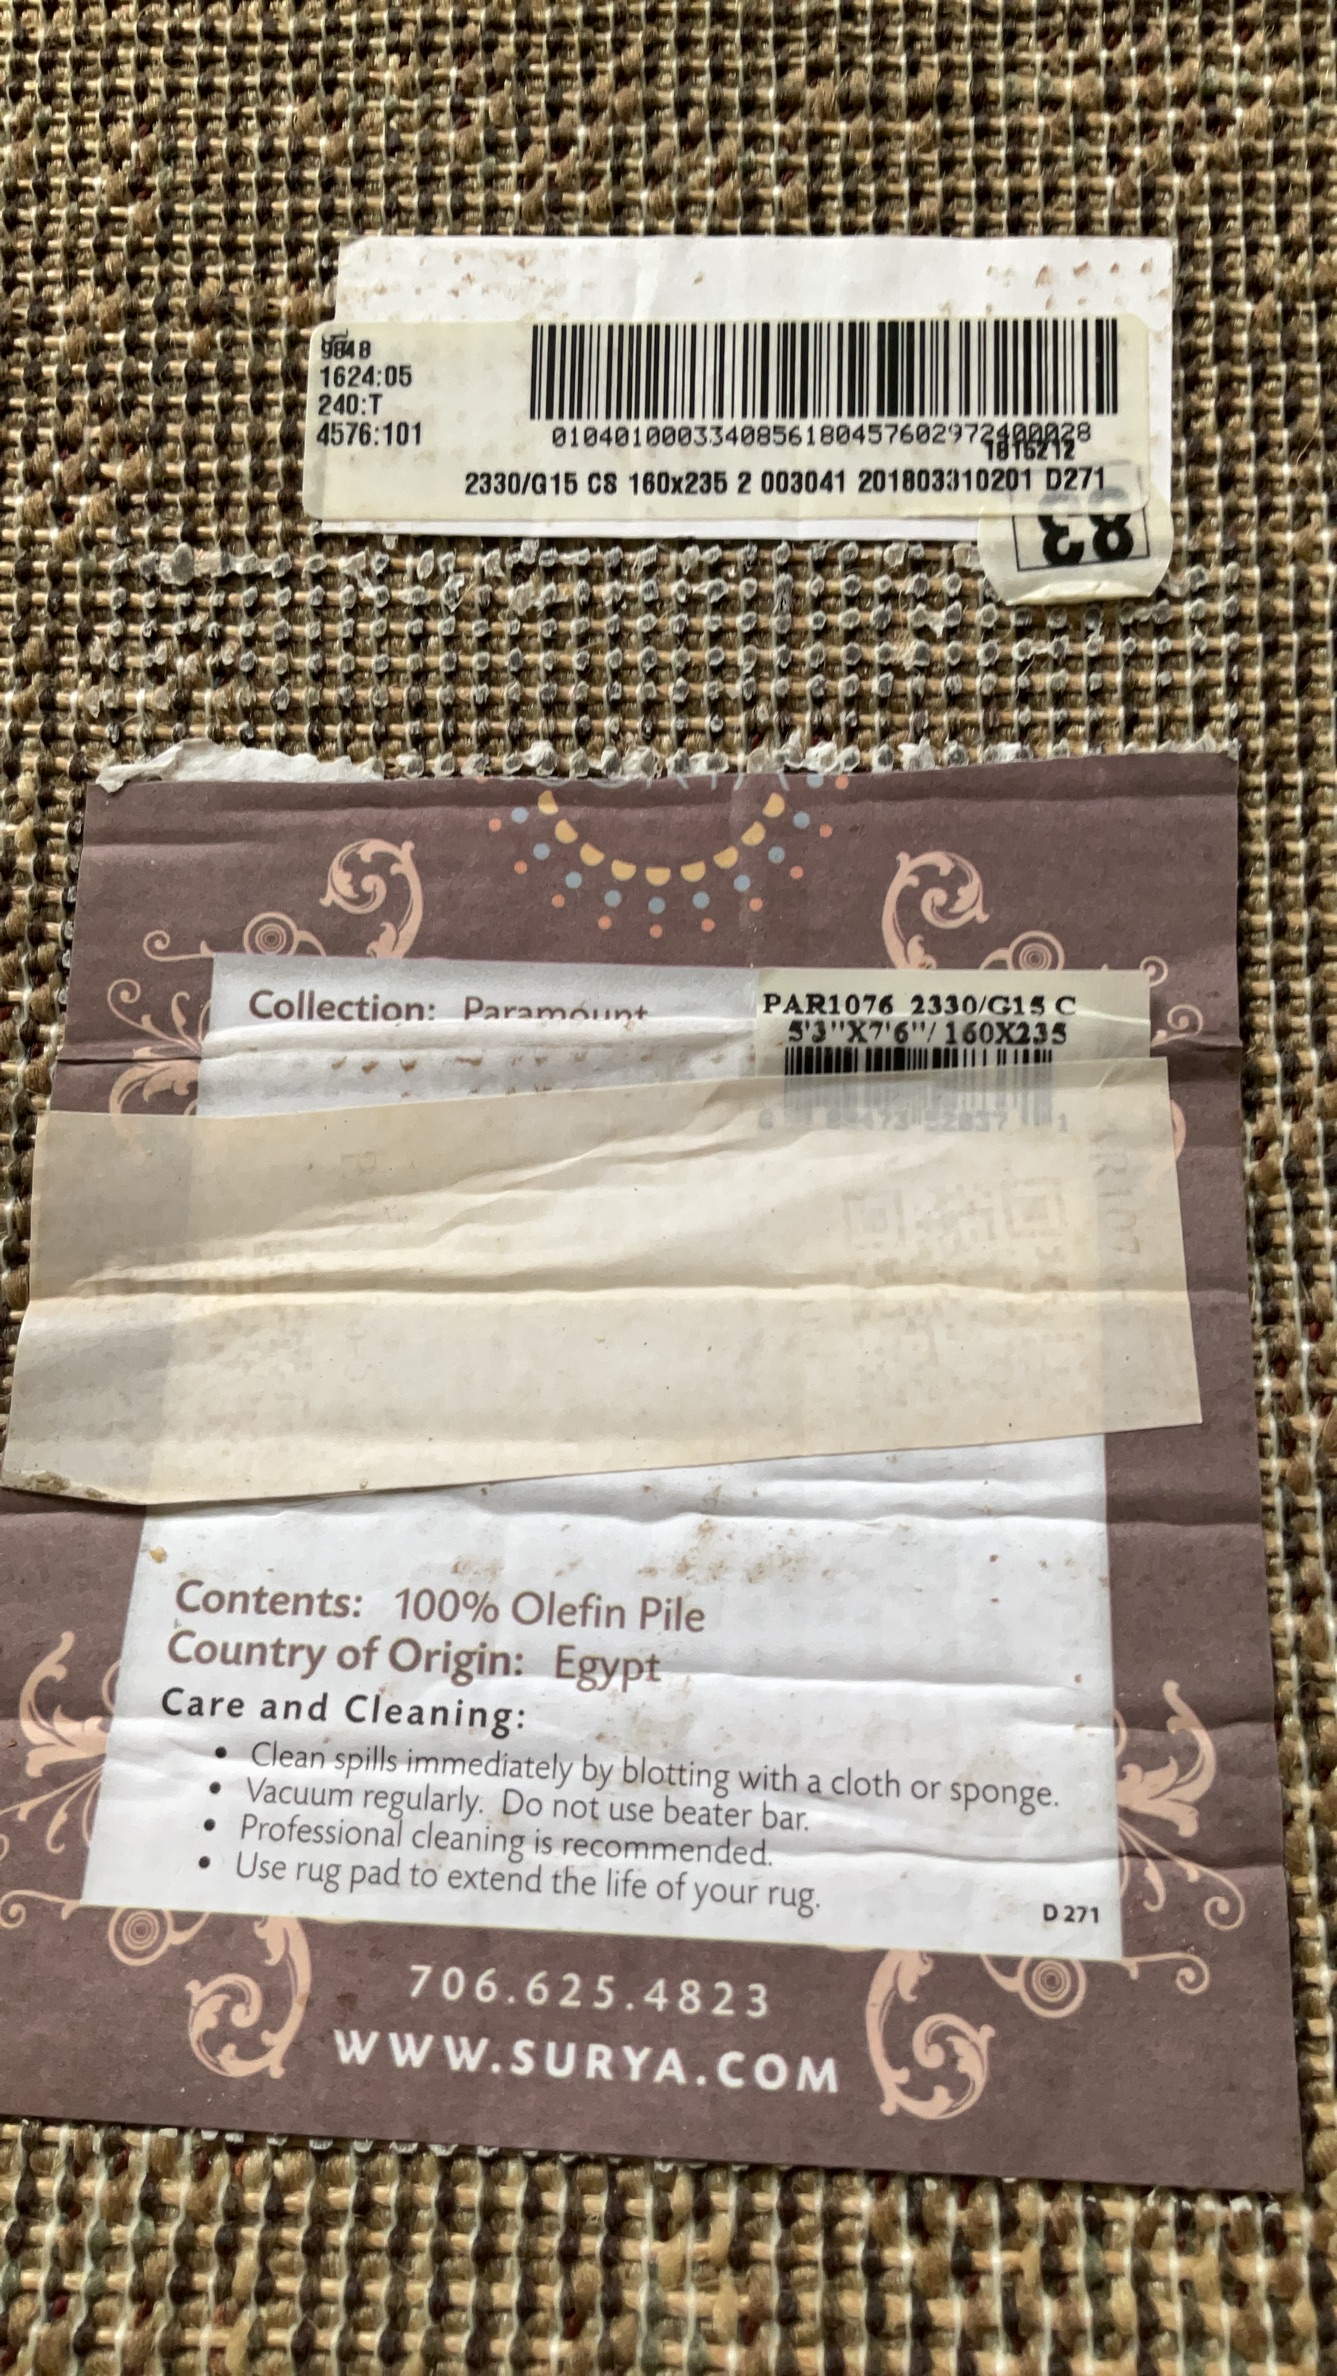 9848
1624:05
240:T
4576:101
010401000334085618045760297240028
1815212
2330/G15 CS 160x235 2 003041 201803310201 D271
83
Collection: Paramount
PAR1076 2330/G15 C
5'3"X7'6"/ 160X235
Contents: 100% Olefin Pile
Country of Origin: Egypt
Care and Cleaning:
• Clean spills immediately by blotting with a cloth or sponge.
• Vacuum regularly. Do not use beater bar.
• Professional cleaning is recommended.
• Use rug pad to extend the life of your rug.
D 271
706.625.4823
WWW.SURYA.COM